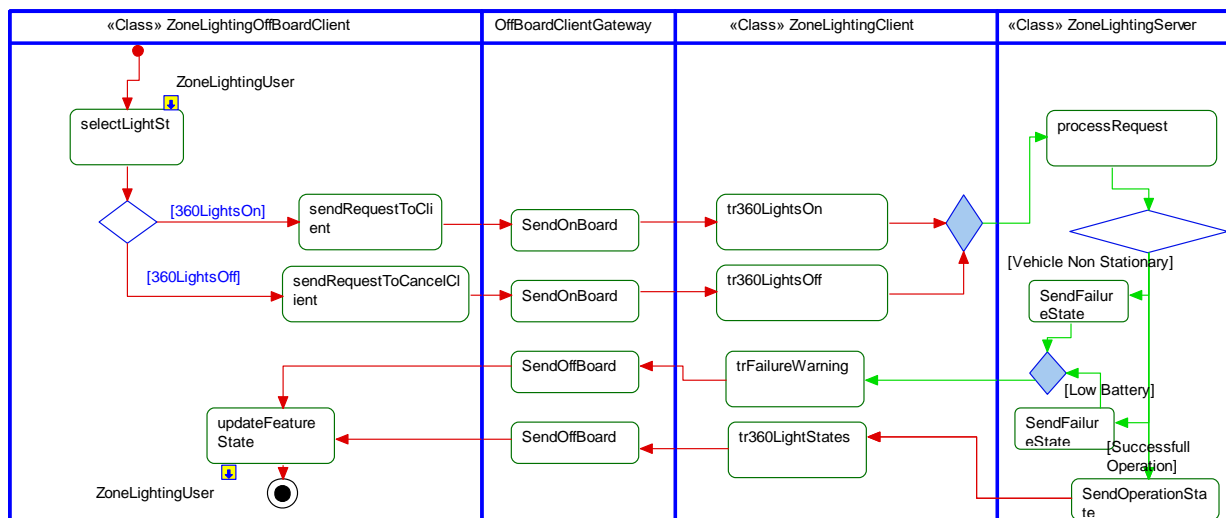 «Class» ZoneLightingOffBoardClient
OffBoardClientGateway
«Class» ZoneLightingClient
«Class» ZoneLightingServer
ZoneLightingUser
selectLightSt
processRequest
[360LightsOn]
sendRequestToCli
ent
SendOnBoard
tr360LightsOn
[360LightsOff]
sendRequestToCancelCl
ient
SendOnBoard
tr360LightsOff
[Vehicle Non Stationary]
SendFailur
eState
SendOffBoard
trFailureWarning
[Low Battery]
updateFeature
State
SendOffBoard
tr360LightStates
SendFailur
eState
[Successfull
Operation]
ZoneLightingUser
SendOperationSta
te